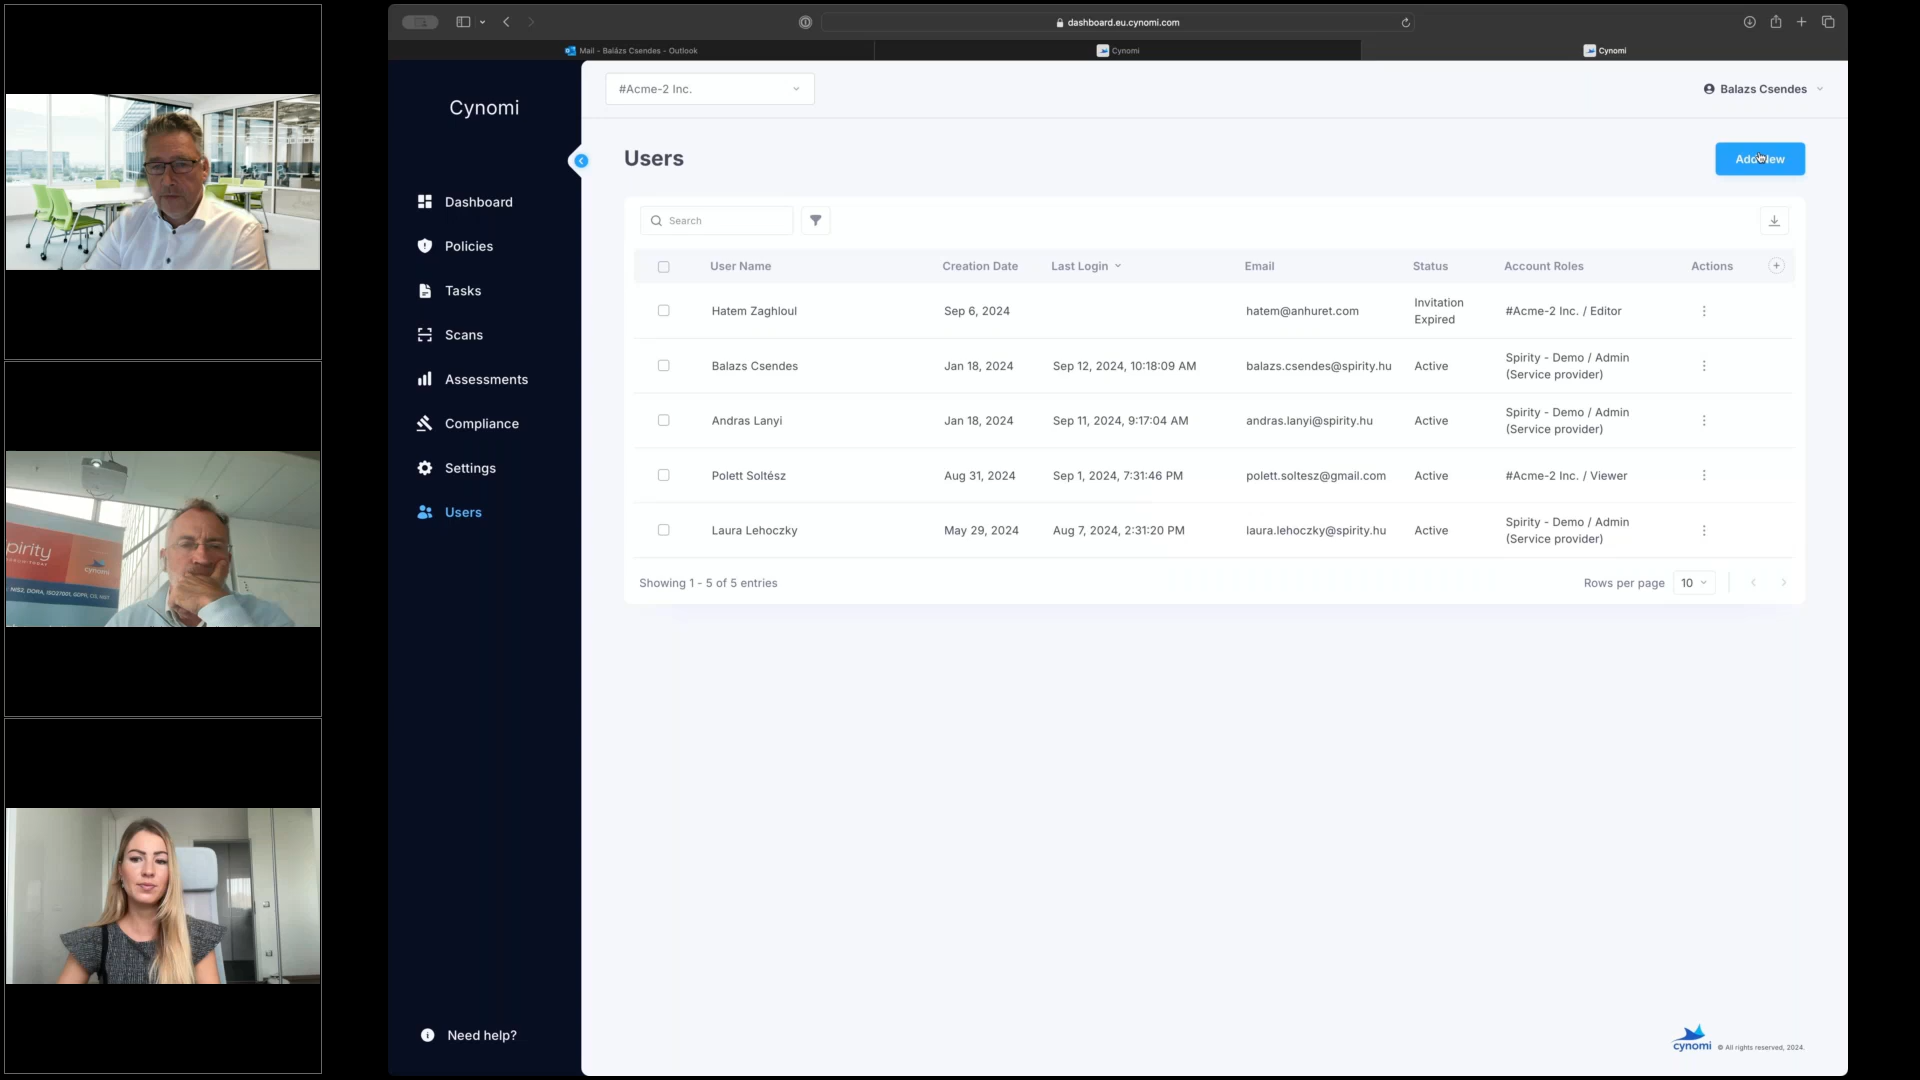 dashboard.eu.cynomi.com
Mail - Balázs Csendes - Outlook
Cynomi
Cynomi
Cynomi
#Acme-2 Inc.
Balazs Csendes
Users
Add New
Dashboard
Policies
Tasks
Scans
Assessments
Compliance
Settings
Users
Need help?
Search
User Name Creation Date Last Login Email Status Account Roles Actions
Hatem Zaghloul Sep 6, 2024 hatem@anhuret.com Invitation Expired #Acme-2 Inc. / Editor
Balazs Csendes Jan 18, 2024 Sep 12, 2024, 10:18:09 AM balazs.csendes@spirity.hu Active Spirity - Demo / Admin (Service provider)
Andras Lanyi Jan 18, 2024 Sep 11, 2024, 9:17:04 AM andras.lanyi@spirity.hu Active Spirity - Demo / Admin (Service provider)
Polett Soltész Aug 31, 2024 Sep 1, 2024, 7:31:46 PM polett.soltesz@gmail.com Active #Acme-2 Inc. / Viewer
Laura Lehoczky May 29, 2024 Aug 7, 2024, 2:31:20 PM laura.lehoczky@spirity.hu Active Spirity - Demo / Admin (Service provider)
Showing 1 - 5 of 5 entries
Rows per page 10
cynomi © All rights reserved, 2024.
pirity
cynomi
NIS2, DORA, ISO27001, GDPR, CIS, NIST